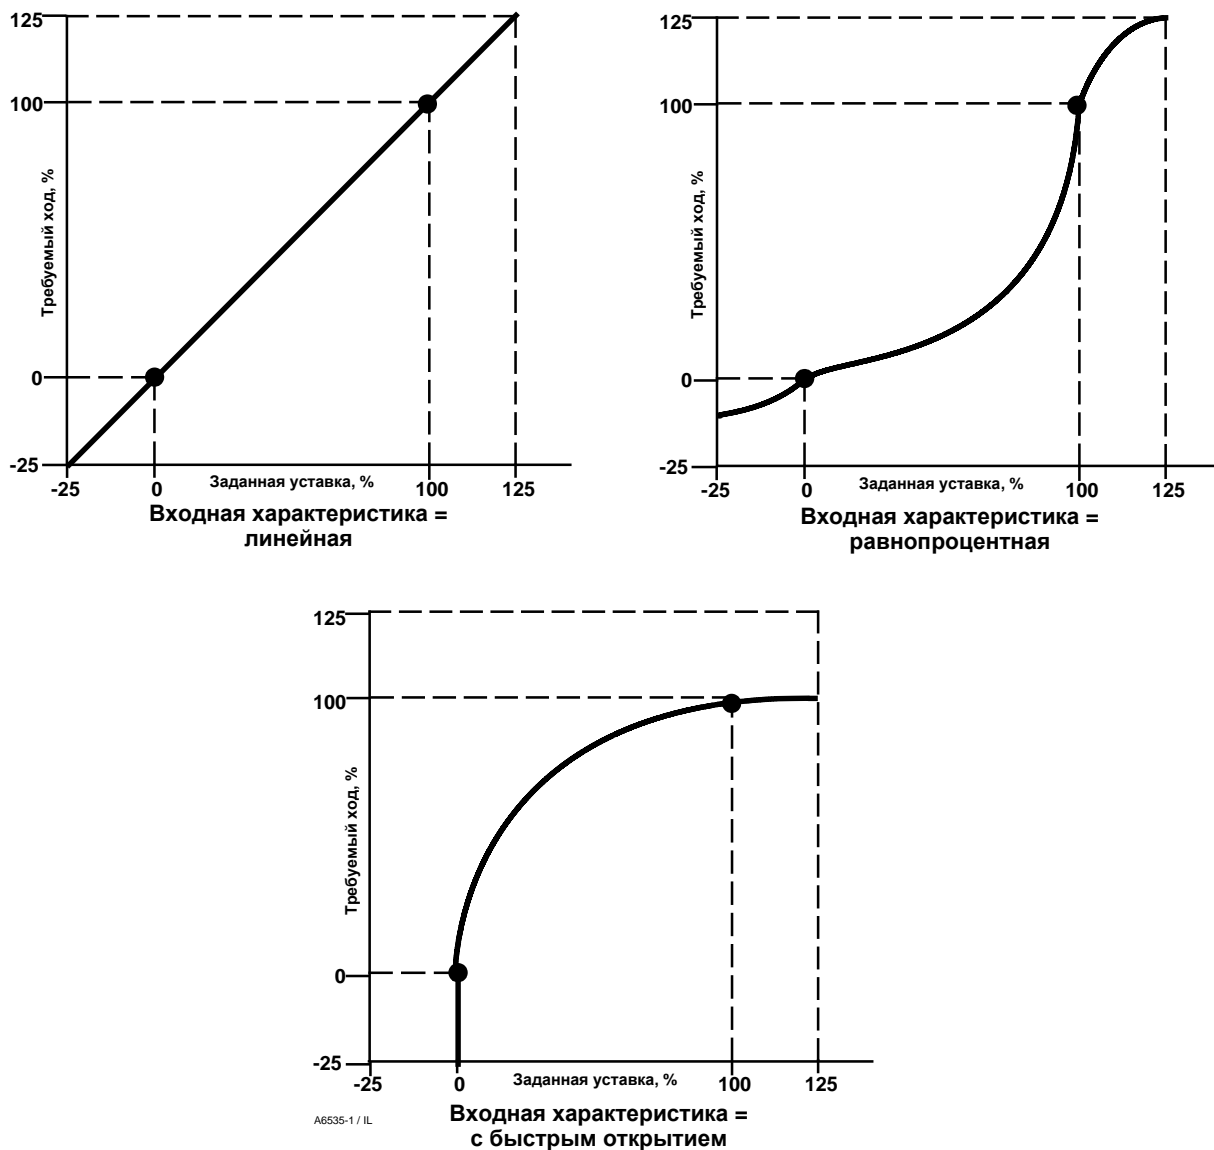 125
100
Требуемый ход, %
0
-25
-25
0
Заданная уставка, %
100
125
Входная характеристика =
линейная
125
100
Требуемый ход, %
0
-25
-25
0
Заданная уставка, %
100
125
Входная характеристика =
равнопроцентная
125
100
Требуемый ход, %
0
-25
-25
0
Заданная уставка, %
100
125
A6535-1 / IL
Входная характеристика =
с быстрым открытием